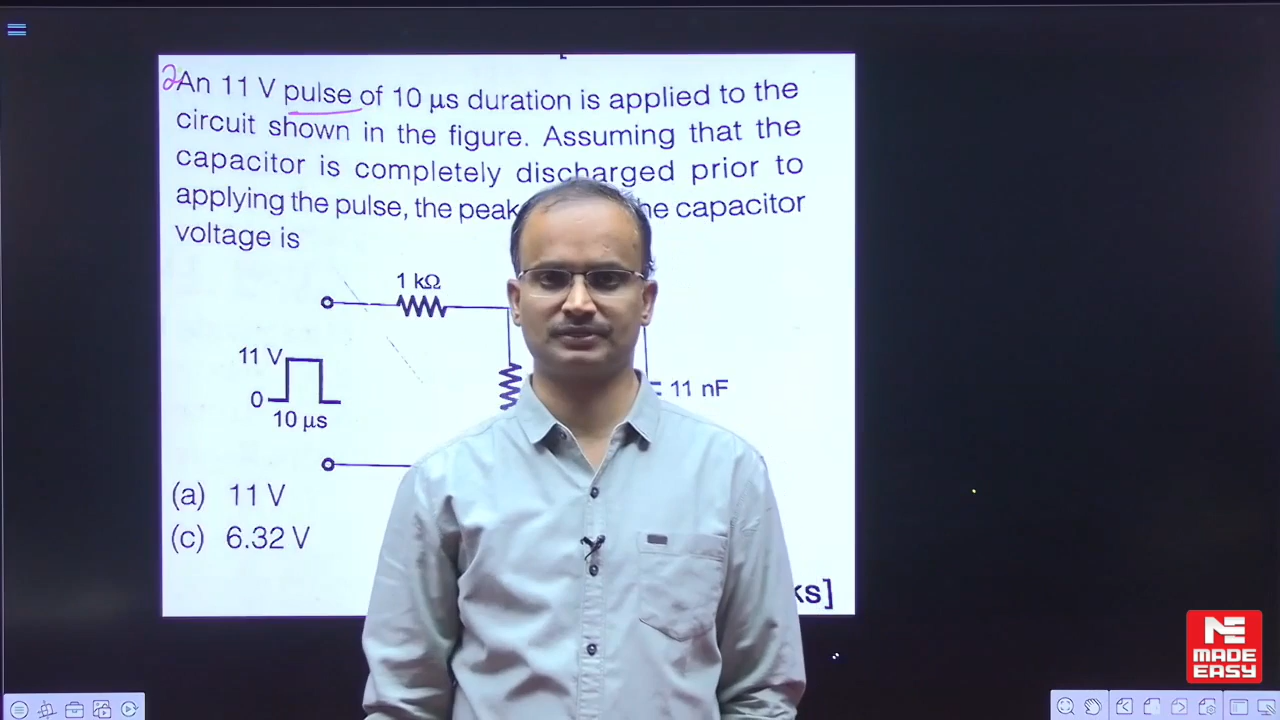 2
An 11 V pulse of 10 μs duration is applied to the
circuit shown in the figure. Assuming that the
capacitor is completely discharged prior to
applying the pulse, the peak he capacitor
voltage is
1 kΩ
11 V
0
10 μs
11 nF
(a) 11 V
(c) 6.32 V
ks]
MADE
EASY